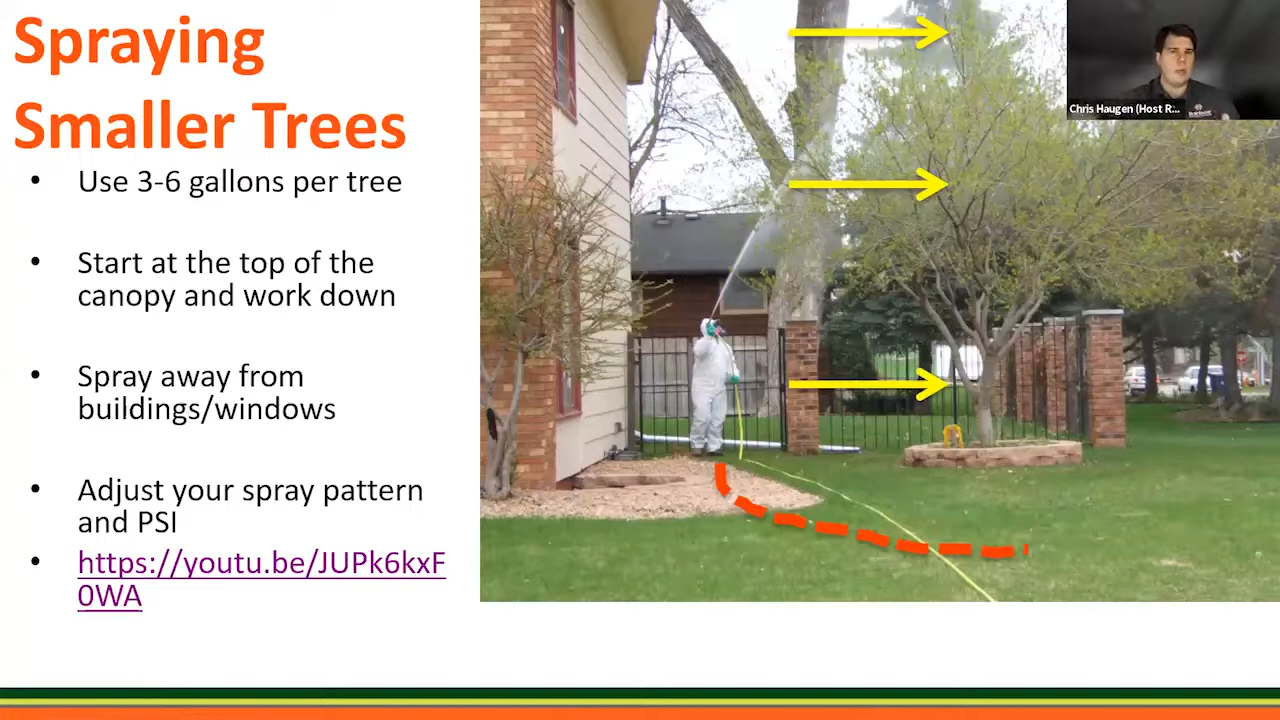 Spraying
Smaller Trees
• Use 3-6 gallons per tree
• Start at the top of the
canopy and work down
• Spray away from
buildings/windows
• Adjust your spray pattern
and PSI
• https://youtu.be/JUPk6kxF
0WA
Chris Haugen (Host R...